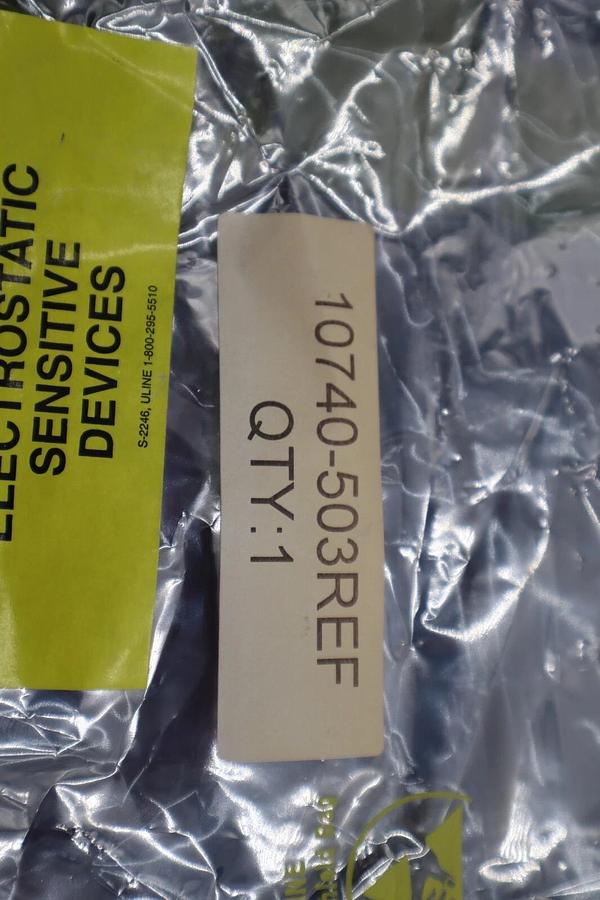 ELECTROSTATIC
SENSITIVE
DEVICES
S-2246, ULINE 1-800-295-5510
10740-503REF
QTY:1